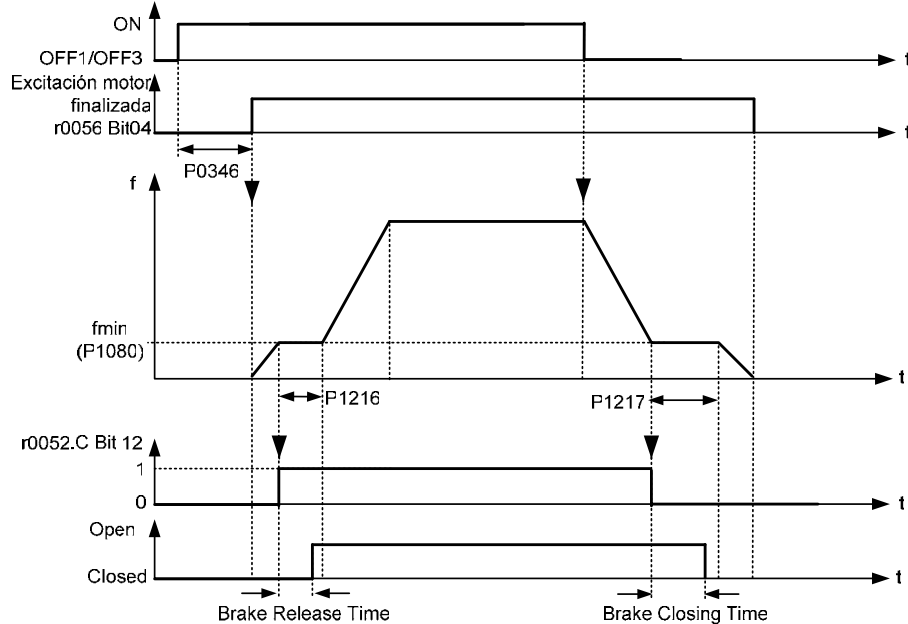 ON
OFF1/OFF3
t
Excitación motor
finalizada
r0056 Bit04
t
P0346
f
fmin
(P1080)
t
P1216
P1217
r0052.C Bit 12
1
0
t
Open
Closed
t
Brake Release Time
Brake Closing Time